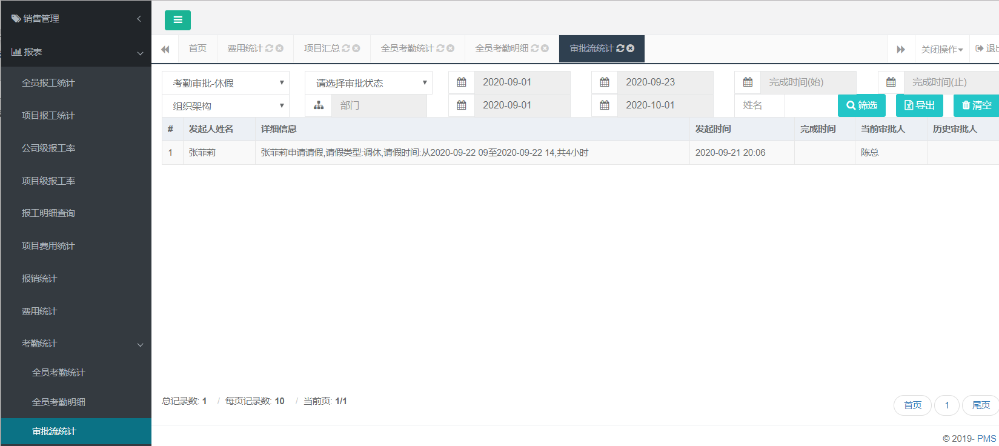 销售管理
报表
全员报工统计
项目报工统计
公司级报工率
项目级报工率
报工明细查询
项目费用统计
报销统计
费用统计
考勤统计
全员考勤统计
全员考勤明细
审批流统计
首页 费用统计 项目汇总 全员考勤统计 全员考勤明细 审批流统计 关闭操作
考勤审批-休假 请选择审批状态 2020-09-01 2020-09-23 完成时间(始) 完成时间(止)
组织架构 部门 2020-09-01 2020-10-01 姓名 筛选 导出 清空
# 发起人姓名 详细信息 发起时间 完成时间 当前审批人 历史审批人
1 张菲莉 张菲莉申请请假,请假类型:调休,请假时间:从2020-09-22 09至2020-09-22 14,共4小时 2020-09-21 20:06 陈总
总记录数: 1 / 每页记录数: 10 / 当前页: 1/1
首页 1 尾页
© 2019- PMS